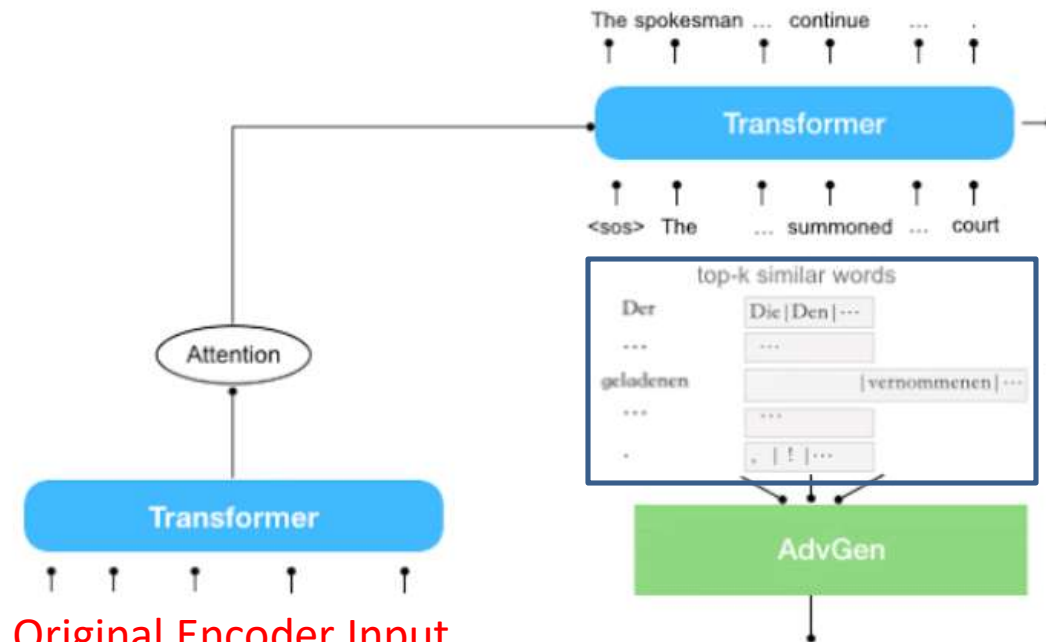 The spokesman ... continue ... .
Transformer
<sos> The ... summoned ... court
top-k similar words
Der Die|Den|···
--- ···
geladenen |vernommenen|···
··· ···
. , | ! |···
Attention
Transformer
AdvGen
Original Encoder Input